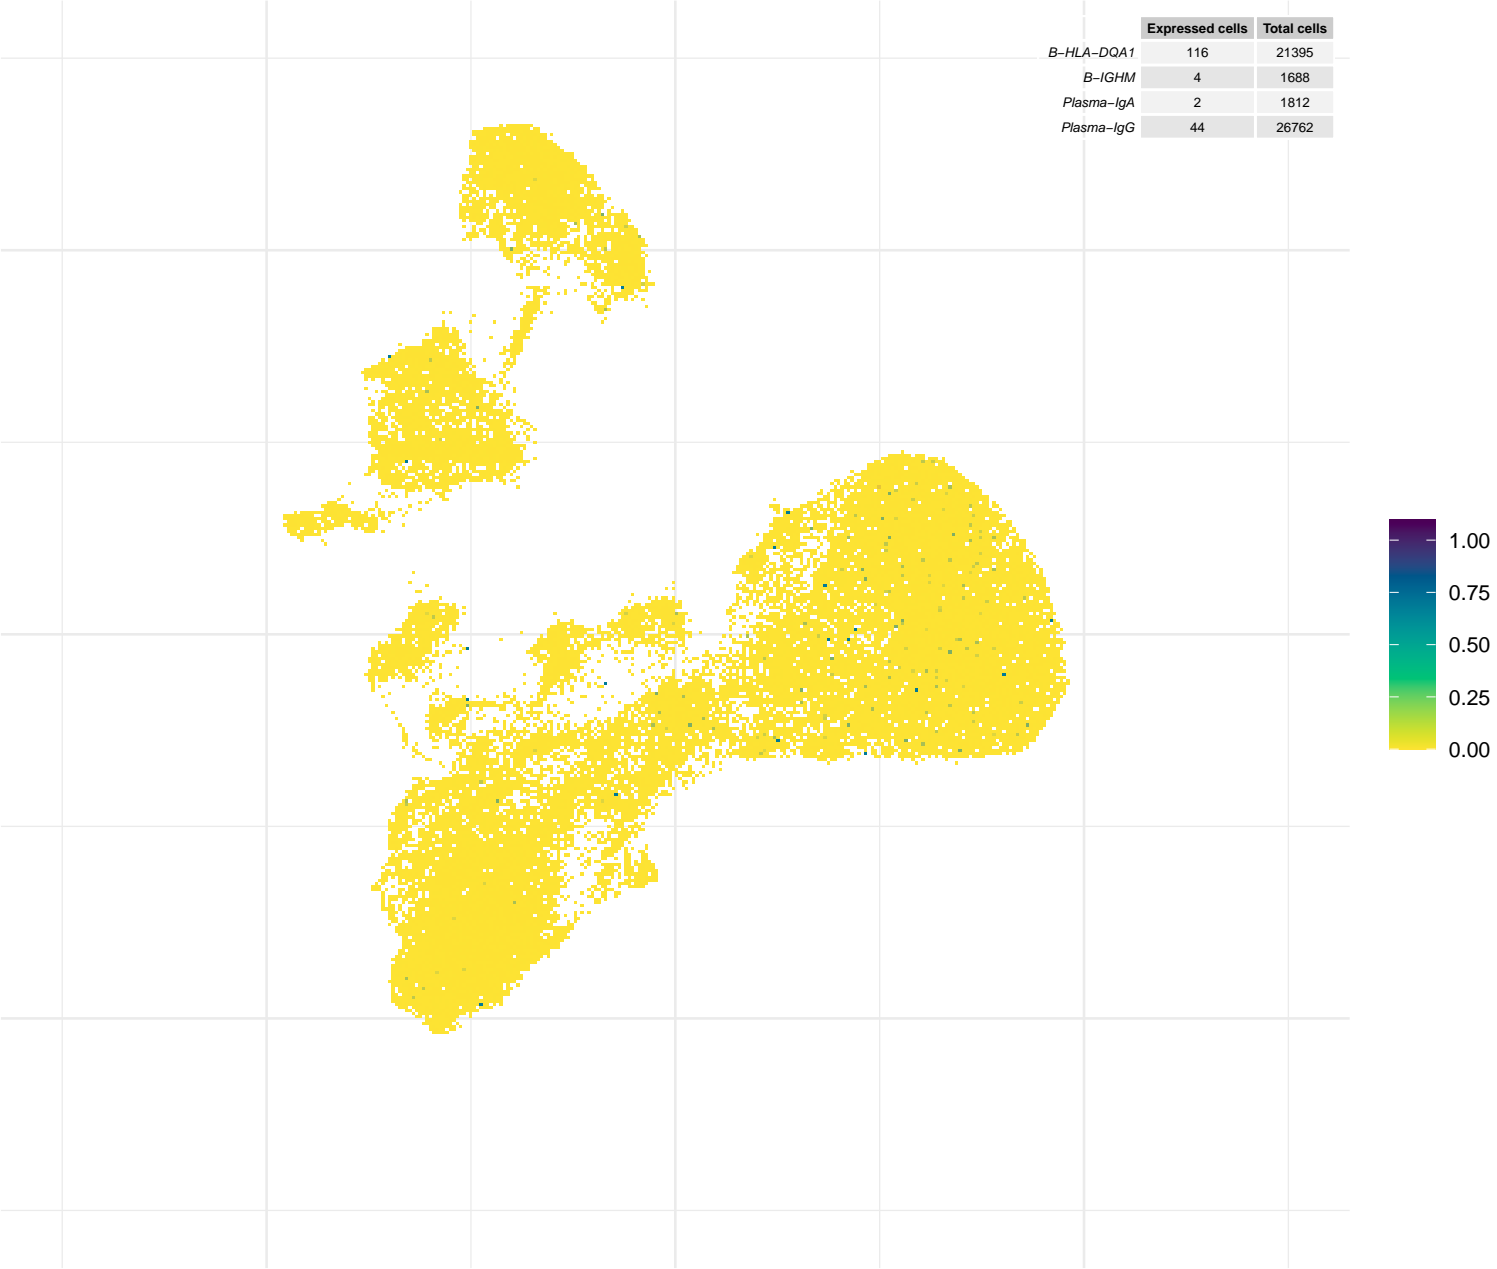 Expressed cells Total cells
B−HLA−DQA1 116 21395
B−IGHM 4 1688
Plasma−IgA 2 1812
Plasma−IgG 44 26762
1.00
0.75
0.50
0.25
0.00